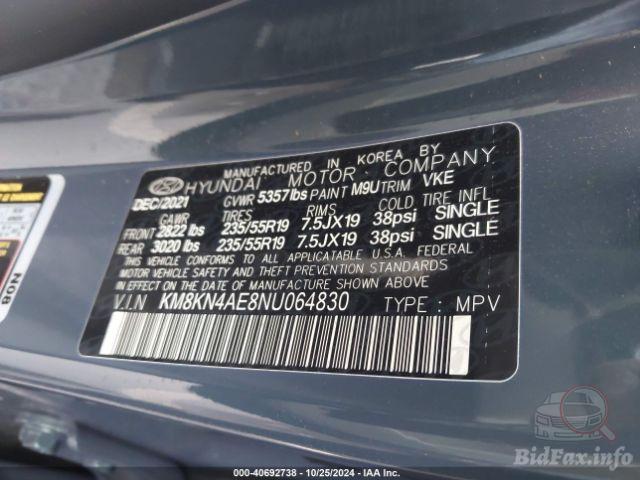 MANUFACTURED IN KOREA BY
HYUNDAI MOTOR COMPANY
DEC/2021 GVWR 5357lbs PAINT M9U TRIM VKE
GAWR TIRES RIMS COLD TIRE INFL
FRONT 2822 lbs 235/55R19 7.5JX19 38psi SINGLE
REAR 3020 lbs 235/55R19 7.5JX19 38psi SINGLE
THIS VEHICLE CONFORMS TO ALL APPLICATABLE U.S.A. FEDERAL
MOTOR VEHICLE SAFETY AND THEFT PREVENTION STANDARDS
IN EFFECT ON THE DATE OF MANUFACTURE SHOWN ABOVE
V.I.N KM8KN4AE8NU064830 TYPE : MPV
NO8
BidFax.info
000-40692738 - 10/25/2024 - IAA Inc.